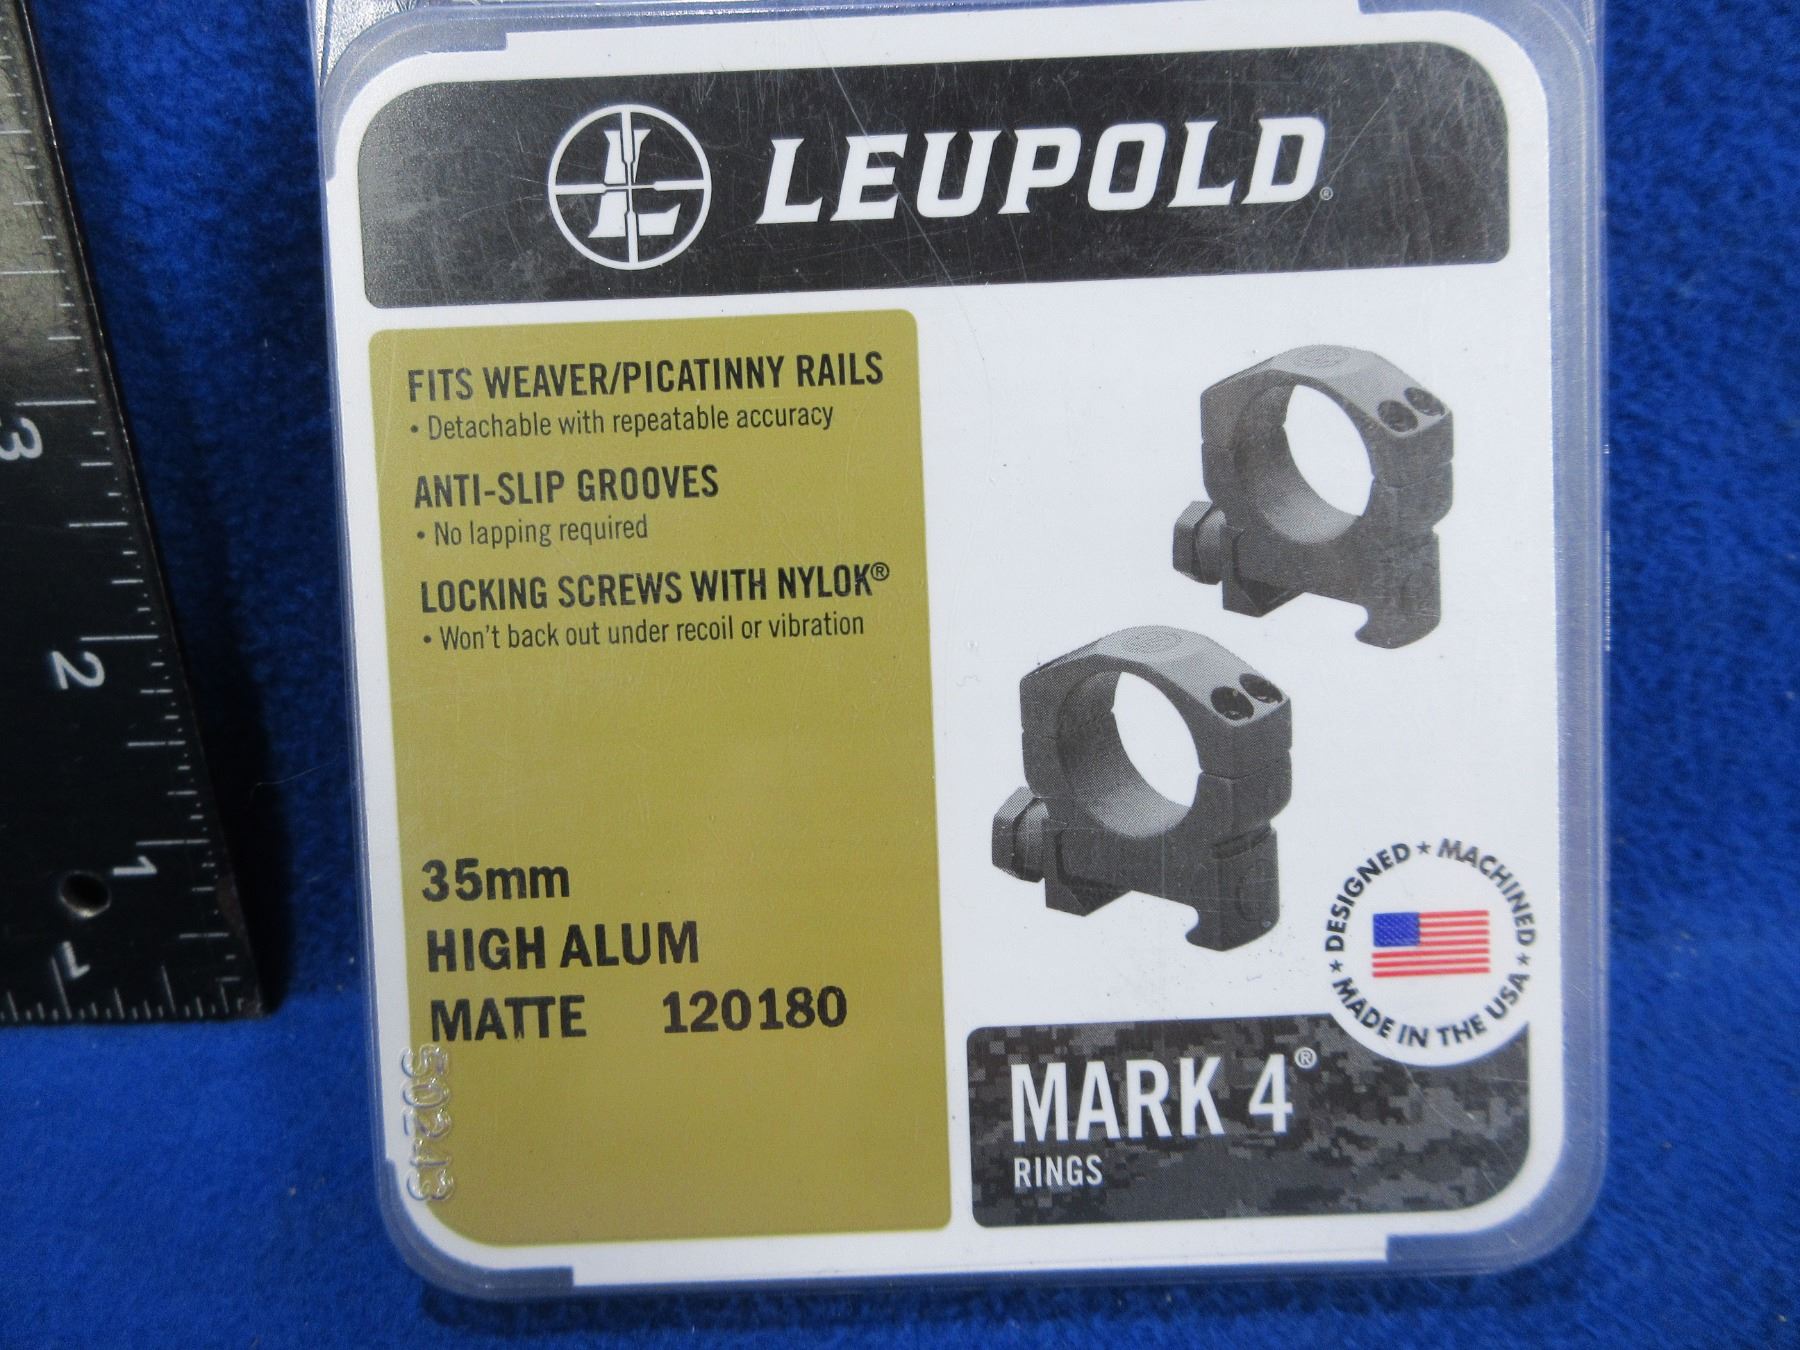 LEUPOLD®
FITS WEAVER/PICATINNY RAILS
• Detachable with repeatable accuracy
ANTI-SLIP GROOVES
• No lapping required
LOCKING SCREWS WITH NYLOK®
• Won't back out under recoil or vibration
35mm
HIGH ALUM
MATTE 120180
50243
★ DESIGNED ★ MACHINED ★ MADE IN THE USA
MARK 4®
RINGS
3
2
1
1